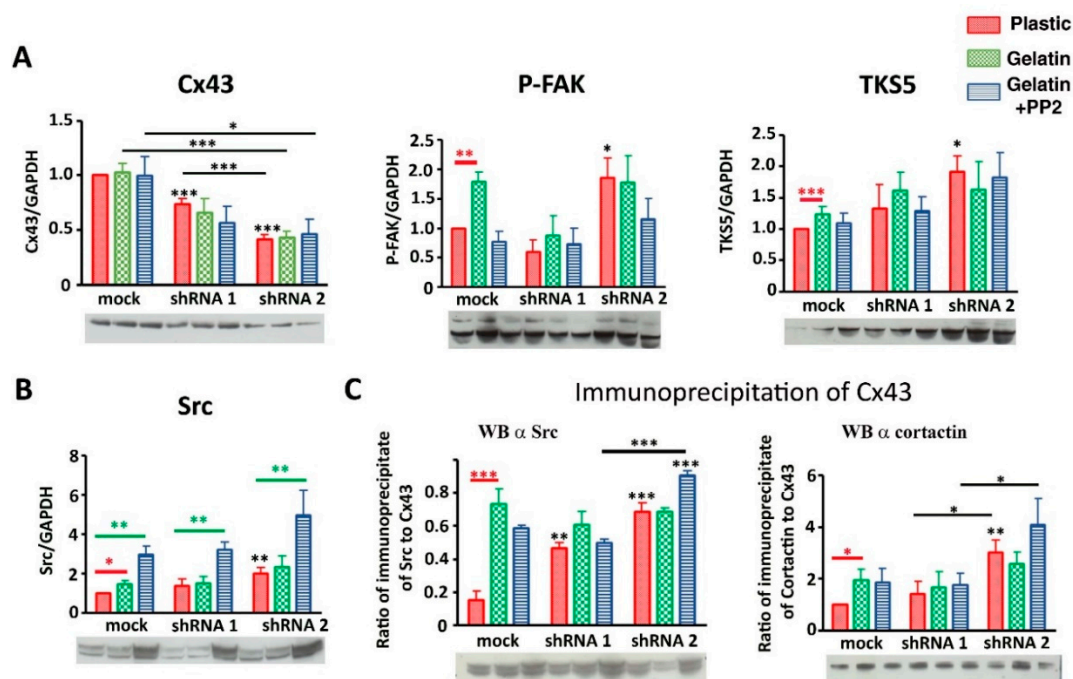 Plastic
Gelatin
Gelatin
+PP2
A
Cx43
Cx43/GAPDH
1.5
1.0
0.5
0
*
***
***
***
***
mock shRNA 1 shRNA 2
P-FAK
P-FAK/GAPDH
2.5
2.0
1.5
1.0
0.5
0.0
**
*
mock shRNA 1 shRNA 2
TKS5
TKS5/GAPDH
2.5
2.0
1.5
1.0
0.5
0.0
***
*
mock shRNA 1 shRNA 2
B
Src
Src/GAPDH
8
6
4
2
0
*
**
**
**
**
mock shRNA 1 shRNA 2
C
Immunoprecipitation of Cx43
WB α Src
Ratio of immunoprecipitate
of Src to Cx43
0.8
0.6
0.4
0.2
0
***
**
***
***
***
mock shRNA 1 shRNA 2
WB α cortactin
Ratio of immunoprecipitate
of Cortactin to Cx43
6
4
2
0
*
*
**
*
mock shRNA 1 shRNA 2